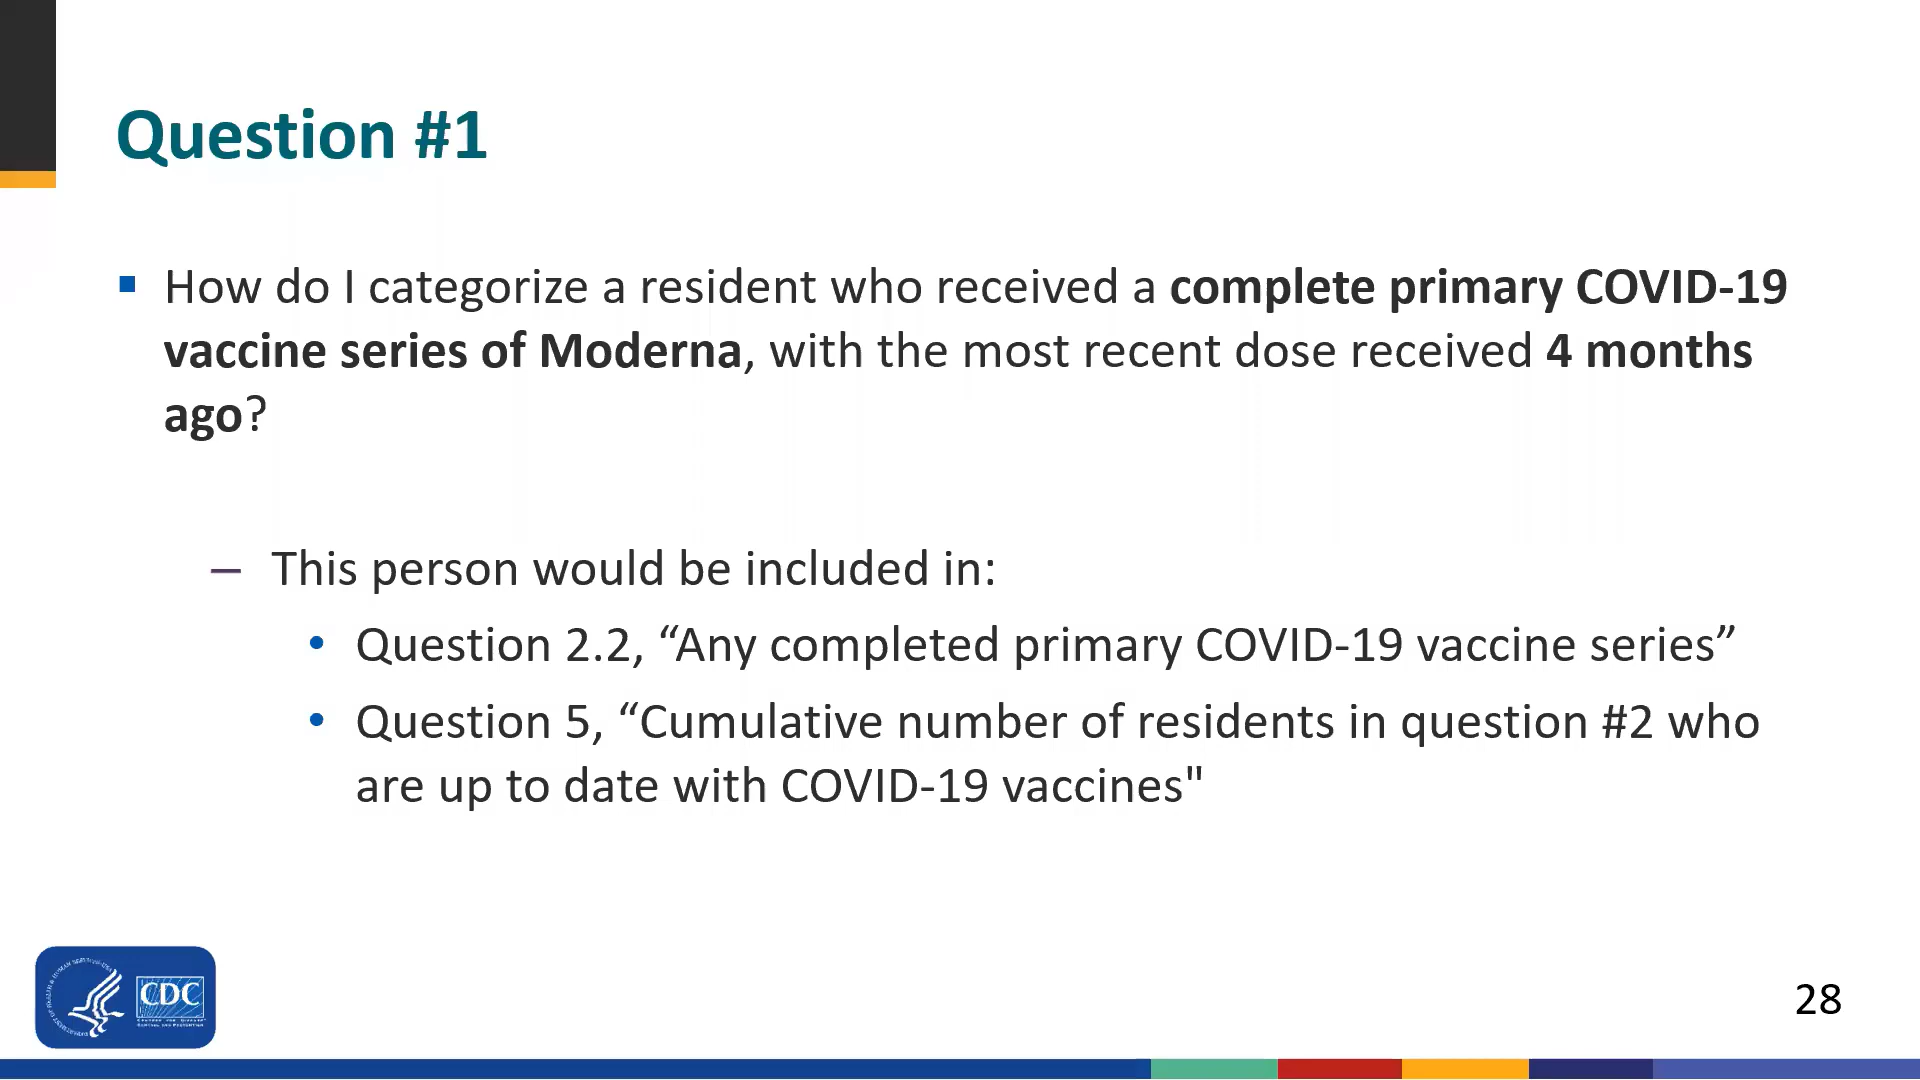 Question #1
▪ How do I categorize a resident who received a complete primary COVID-19
vaccine series of Moderna, with the most recent dose received 4 months
ago?
– This person would be included in:
• Question 2.2, “Any completed primary COVID-19 vaccine series”
• Question 5, “Cumulative number of residents in question #2 who
are up to date with COVID-19 vaccines"
CDC
28